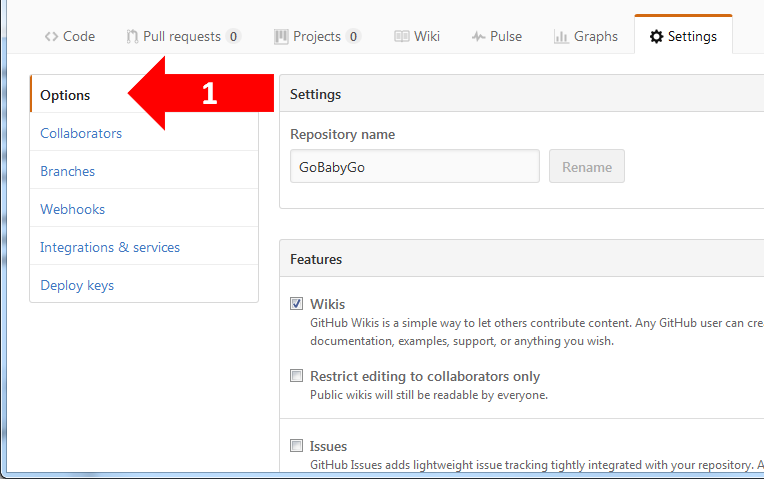 Code Pull requests 0 Projects 0 Wiki Pulse Graphs Settings
Options
1
Collaborators
Branches
Webhooks
Integrations & services
Deploy keys
Settings
Repository name
GoBabyGo Rename
Features
Wikis
GitHub Wikis is a simple way to let others contribute content. Any GitHub user can cre
documentation, examples, support, or anything you wish.
Restrict editing to collaborators only
Public wikis will still be readable by everyone.
Issues
GitHub Issues adds lightweight issue tracking tightly integrated with your repository. A